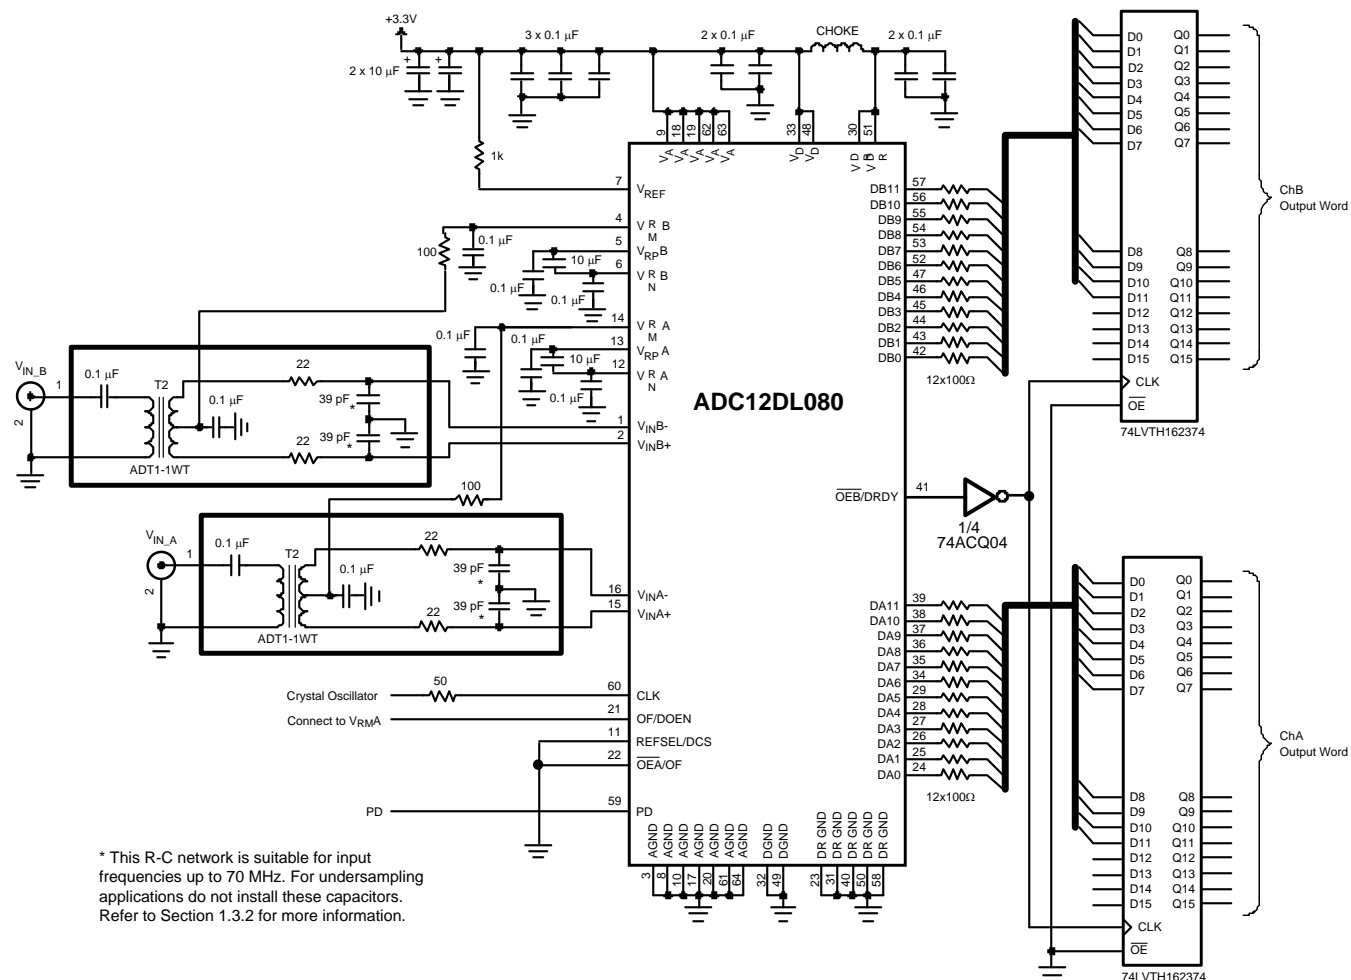 +3.3V
2 x 10 µF
3 x 0.1 µF
2 x 0.1 µF
CHOKE
2 x 0.1 µF
1k
9
18
19
62
63
33
48
30
51
VA
VA
VA
VA
VA
VD
VD
V D R
V D R
7
VREF
4
V R M B
5
VRPB
6
V R N B
100
0.1 µF
10 µF
0.1 µF
0.1 µF
14
V R M A
13
VRP A
12
V R N A
0.1 µF
0.1 µF
10 µF
0.1 µF
VIN_B
1
2
0.1 µF
T2
0.1 µF
22
22
39 pF
*
39 pF
*
ADT1-1WT
1
VINB-
2
VINB+
100
VIN_A
1
2
0.1 µF
T2
0.1 µF
22
22
39 pF
*
39 pF
*
ADT1-1WT
16
VINA-
15
VINA+
Crystal Oscillator
50
60
CLK
Connect to VRMA
21
OF/DOEN
11
REFSEL/DCS
22
OEA/OF
PD
59
PD
ADC12DL080
AGND
AGND
AGND
AGND
AGND
AGND
AGND
DGND
DGND
DR GND
DR GND
DR GND
DR GND
DR GND
3
8
10
17
20
61
64
32
49
23
31
40
50
58
DB11
57
DB10
56
DB9
55
DB8
54
DB7
53
DB6
52
DB5
47
DB4
46
DB3
45
DB2
44
DB1
43
DB0
42
12x100Ω
OEB/DRDY
41
1/4
74ACQ04
DA11
39
DA10
38
DA9
37
DA8
36
DA7
35
DA6
34
DA5
29
DA4
28
DA3
27
DA2
26
DA1
25
DA0
24
12x100Ω
D0 Q0
D1 Q1
D2 Q2
D3 Q3
D4 Q4
D5 Q5
D6 Q6
D7 Q7
D8 Q8
D9 Q9
D10 Q10
D11 Q11
D12 Q12
D13 Q13
D14 Q14
D15 Q15
CLK
OE
74LVTH162374
ChB
Output Word
D0 Q0
D1 Q1
D2 Q2
D3 Q3
D4 Q4
D5 Q5
D6 Q6
D7 Q7
D8 Q8
D9 Q9
D10 Q10
D11 Q11
D12 Q12
D13 Q13
D14 Q14
D15 Q15
CLK
OE
74LVTH162374
ChA
Output Word
* This R-C network is suitable for input
frequencies up to 70 MHz. For undersampling
applications do not install these capacitors.
Refer to Section 1.3.2 for more information.